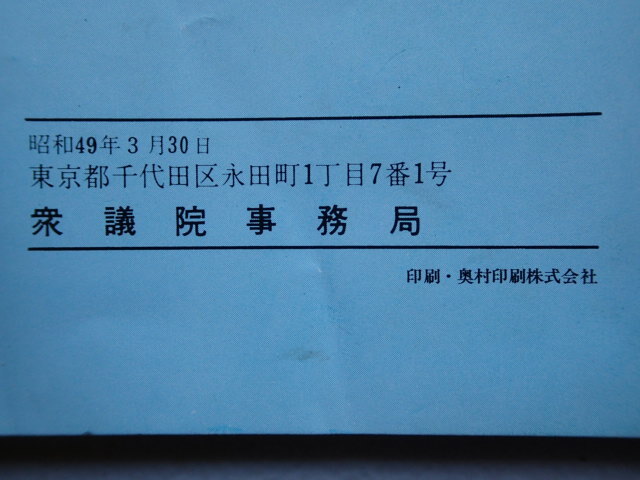 昭和49年3月30日
東京都千代田区永田町1丁目7番1号
衆議院事務局
印刷・奥村印刷株式会社